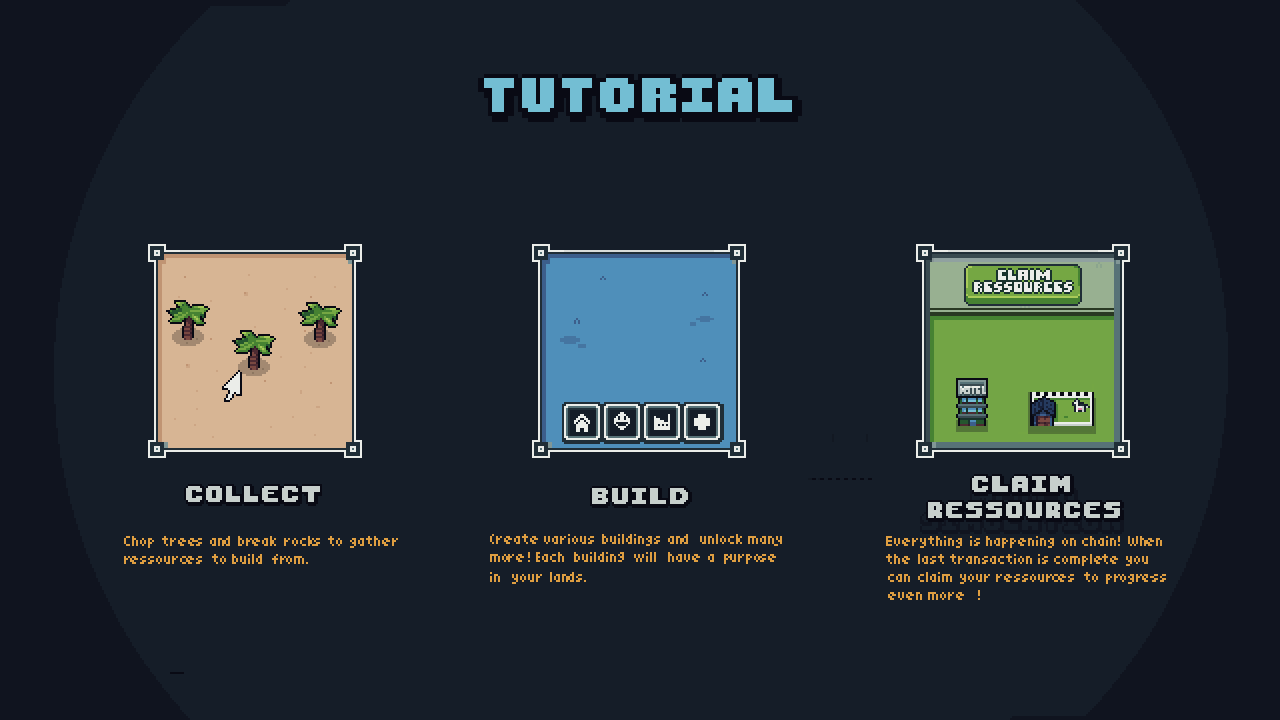 TUTORIAL
CLAIM
RESSOURCES
HOTEL
COLLECT
Chop trees and break rocks to gather
ressources to build from.
BUILD
Create various buildings and unlock many
more! Each building will have a purpose
in your lands.
CLAIM
RESSOURCES
Everything is happening on chain! When
the last transaction is complete you
can claim your ressources to progress
even more !